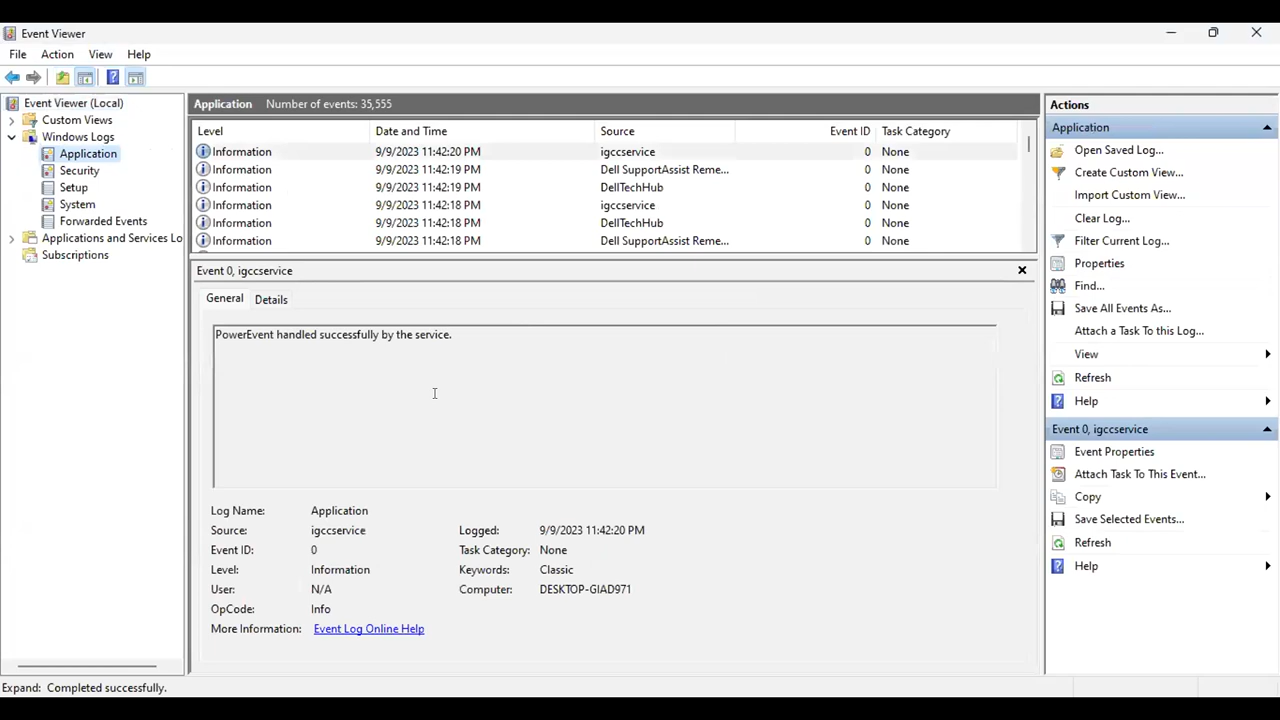 Event Viewer
File Action View Help
Event Viewer (Local)
Custom Views
Windows Logs
Application
Security
Setup
System
Forwarded Events
Applications and Services Lo
Subscriptions
Application Number of events: 35,555
Level Date and Time Source Event ID Task Category
Information 9/9/2023 11:42:20 PM igccservice 0 None
Information 9/9/2023 11:42:19 PM Dell SupportAssist Reme... 0 None
Information 9/9/2023 11:42:19 PM DellTechHub 0 None
Information 9/9/2023 11:42:18 PM igccservice 0 None
Information 9/9/2023 11:42:18 PM DellTechHub 0 None
Information 9/9/2023 11:42:18 PM Dell SupportAssist Reme... 0 None
Event 0, igccservice
General Details
PowerEvent handled successfully by the service.
Log Name: Application
Source: igccservice Logged: 9/9/2023 11:42:20 PM
Event ID: 0 Task Category: None
Level: Information Keywords: Classic
User: N/A Computer: DESKTOP-GIAD971
OpCode: Info
More Information: Event Log Online Help
Actions
Application
Open Saved Log...
Create Custom View...
Import Custom View...
Clear Log...
Filter Current Log...
Properties
Find...
Save All Events As...
Attach a Task To this Log...
View
Refresh
Help
Event 0, igccservice
Event Properties
Attach Task To This Event...
Copy
Save Selected Events...
Refresh
Help
Expand: Completed successfully.